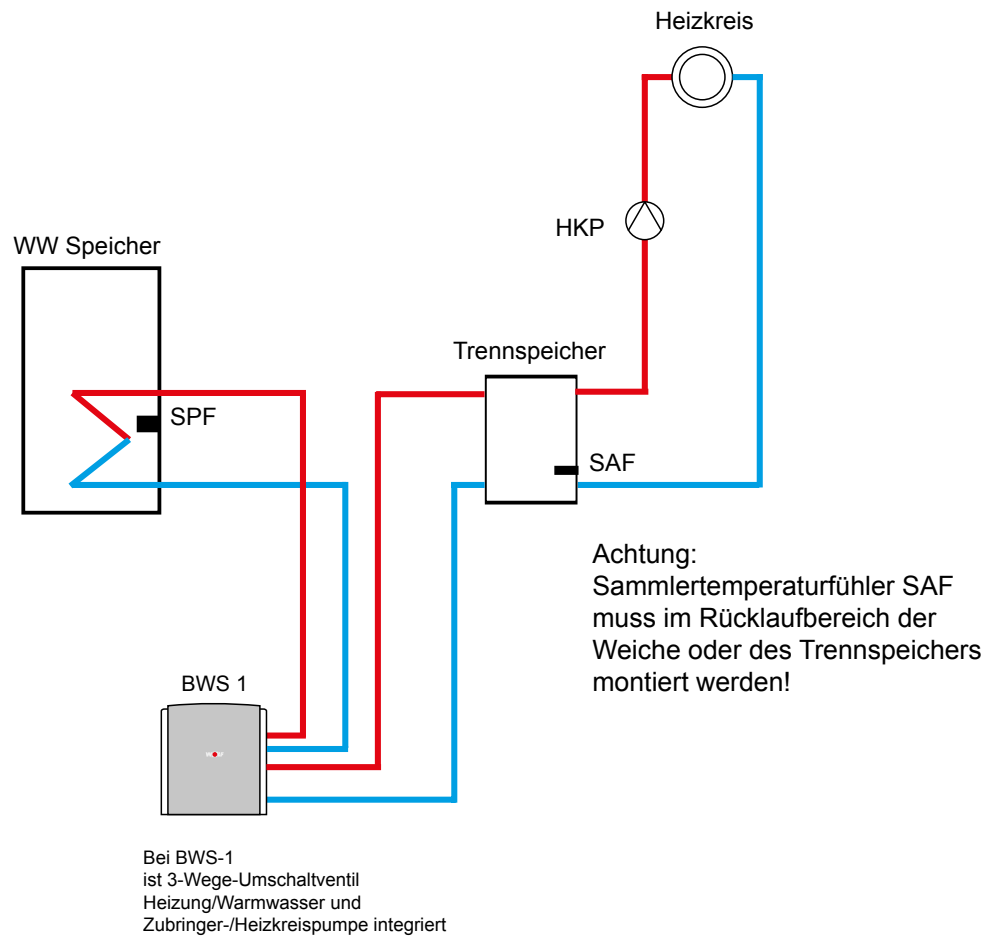 Heizkreis
HKP
WW Speicher
Trennspeicher
SPF
SAF
Achtung:
Sammlertemperaturfühler SAF
muss im Rücklaufbereich der
Weiche oder des Trennspeichers
montiert werden!
BWS 1
Bei BWS-1
ist 3-Wege-Umschaltventil
Heizung/Warmwasser und
Zubringer-/Heizkreispumpe integriert